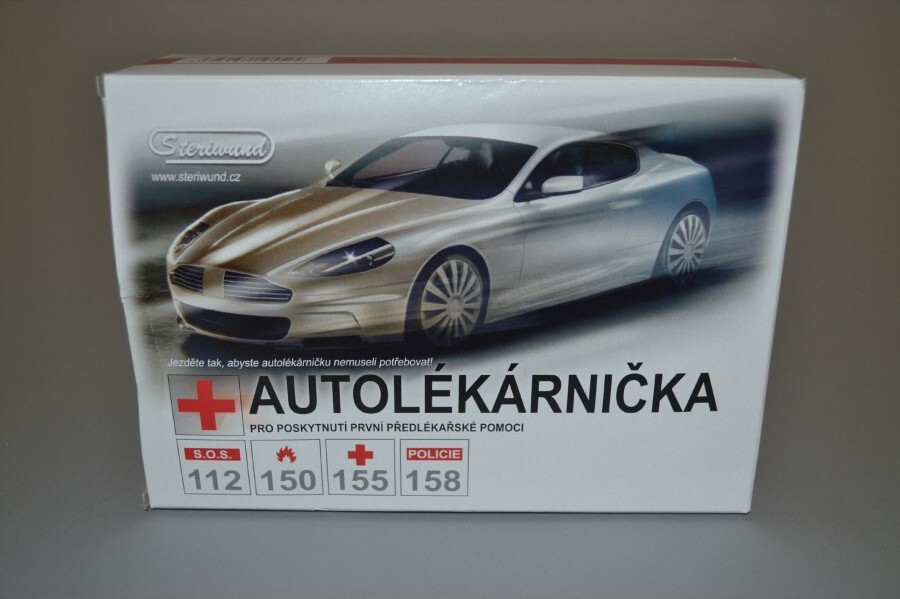 Steriwund
www.steriwund.cz
Jezděte tak, abyste autolékárničku nemuseli potřebovat!
AUTOLÉKÁRNIČKA
PRO POSKYTNUTÍ PRVNÍ PŘEDLÉKAŘSKÉ POMOCI
S.O.S. POLICIE
112 150 155 158